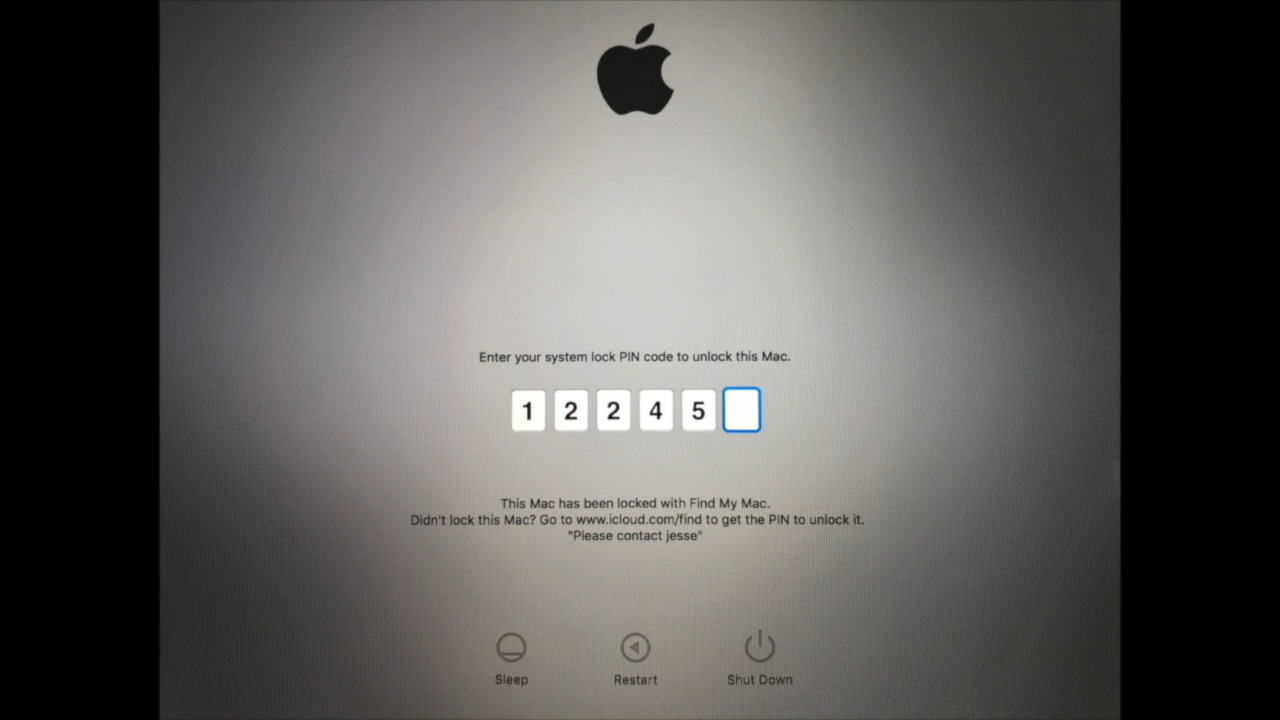 Enter your system lock PIN code to unlock this Mac.
1 2 2 4 5
This Mac has been locked with Find My Mac.
Didn't lock this Mac? Go to www.icloud.com/find to get the PIN to unlock it.
"Please contact jesse"
Sleep Restart Shut Down